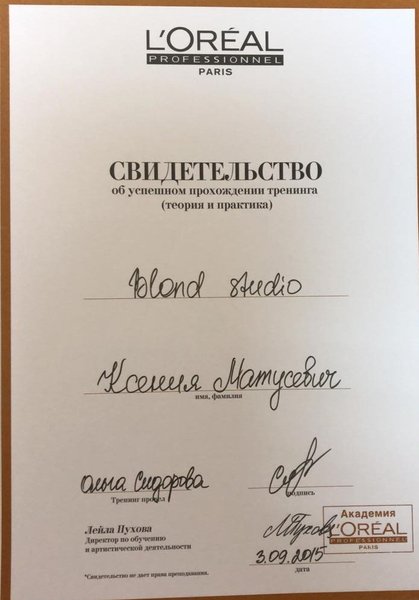 L'ORÉAL
PROFESSIONNEL
PARIS
СВИДЕТЕЛЬСТВО
об успешном прохождении тренинга
(теория и практика)
Blond studio
Ксения Матусевич
имя, фамилия
Сидорова
Тренинг провел
подпись
Лейла Пухова
Директор по обучению
и артистической деятельности
3.09.2015
дата
Академия
L'ORÉAL
PROFESSIONNEL
PARIS
*Свидетельство не дает права преподавания.